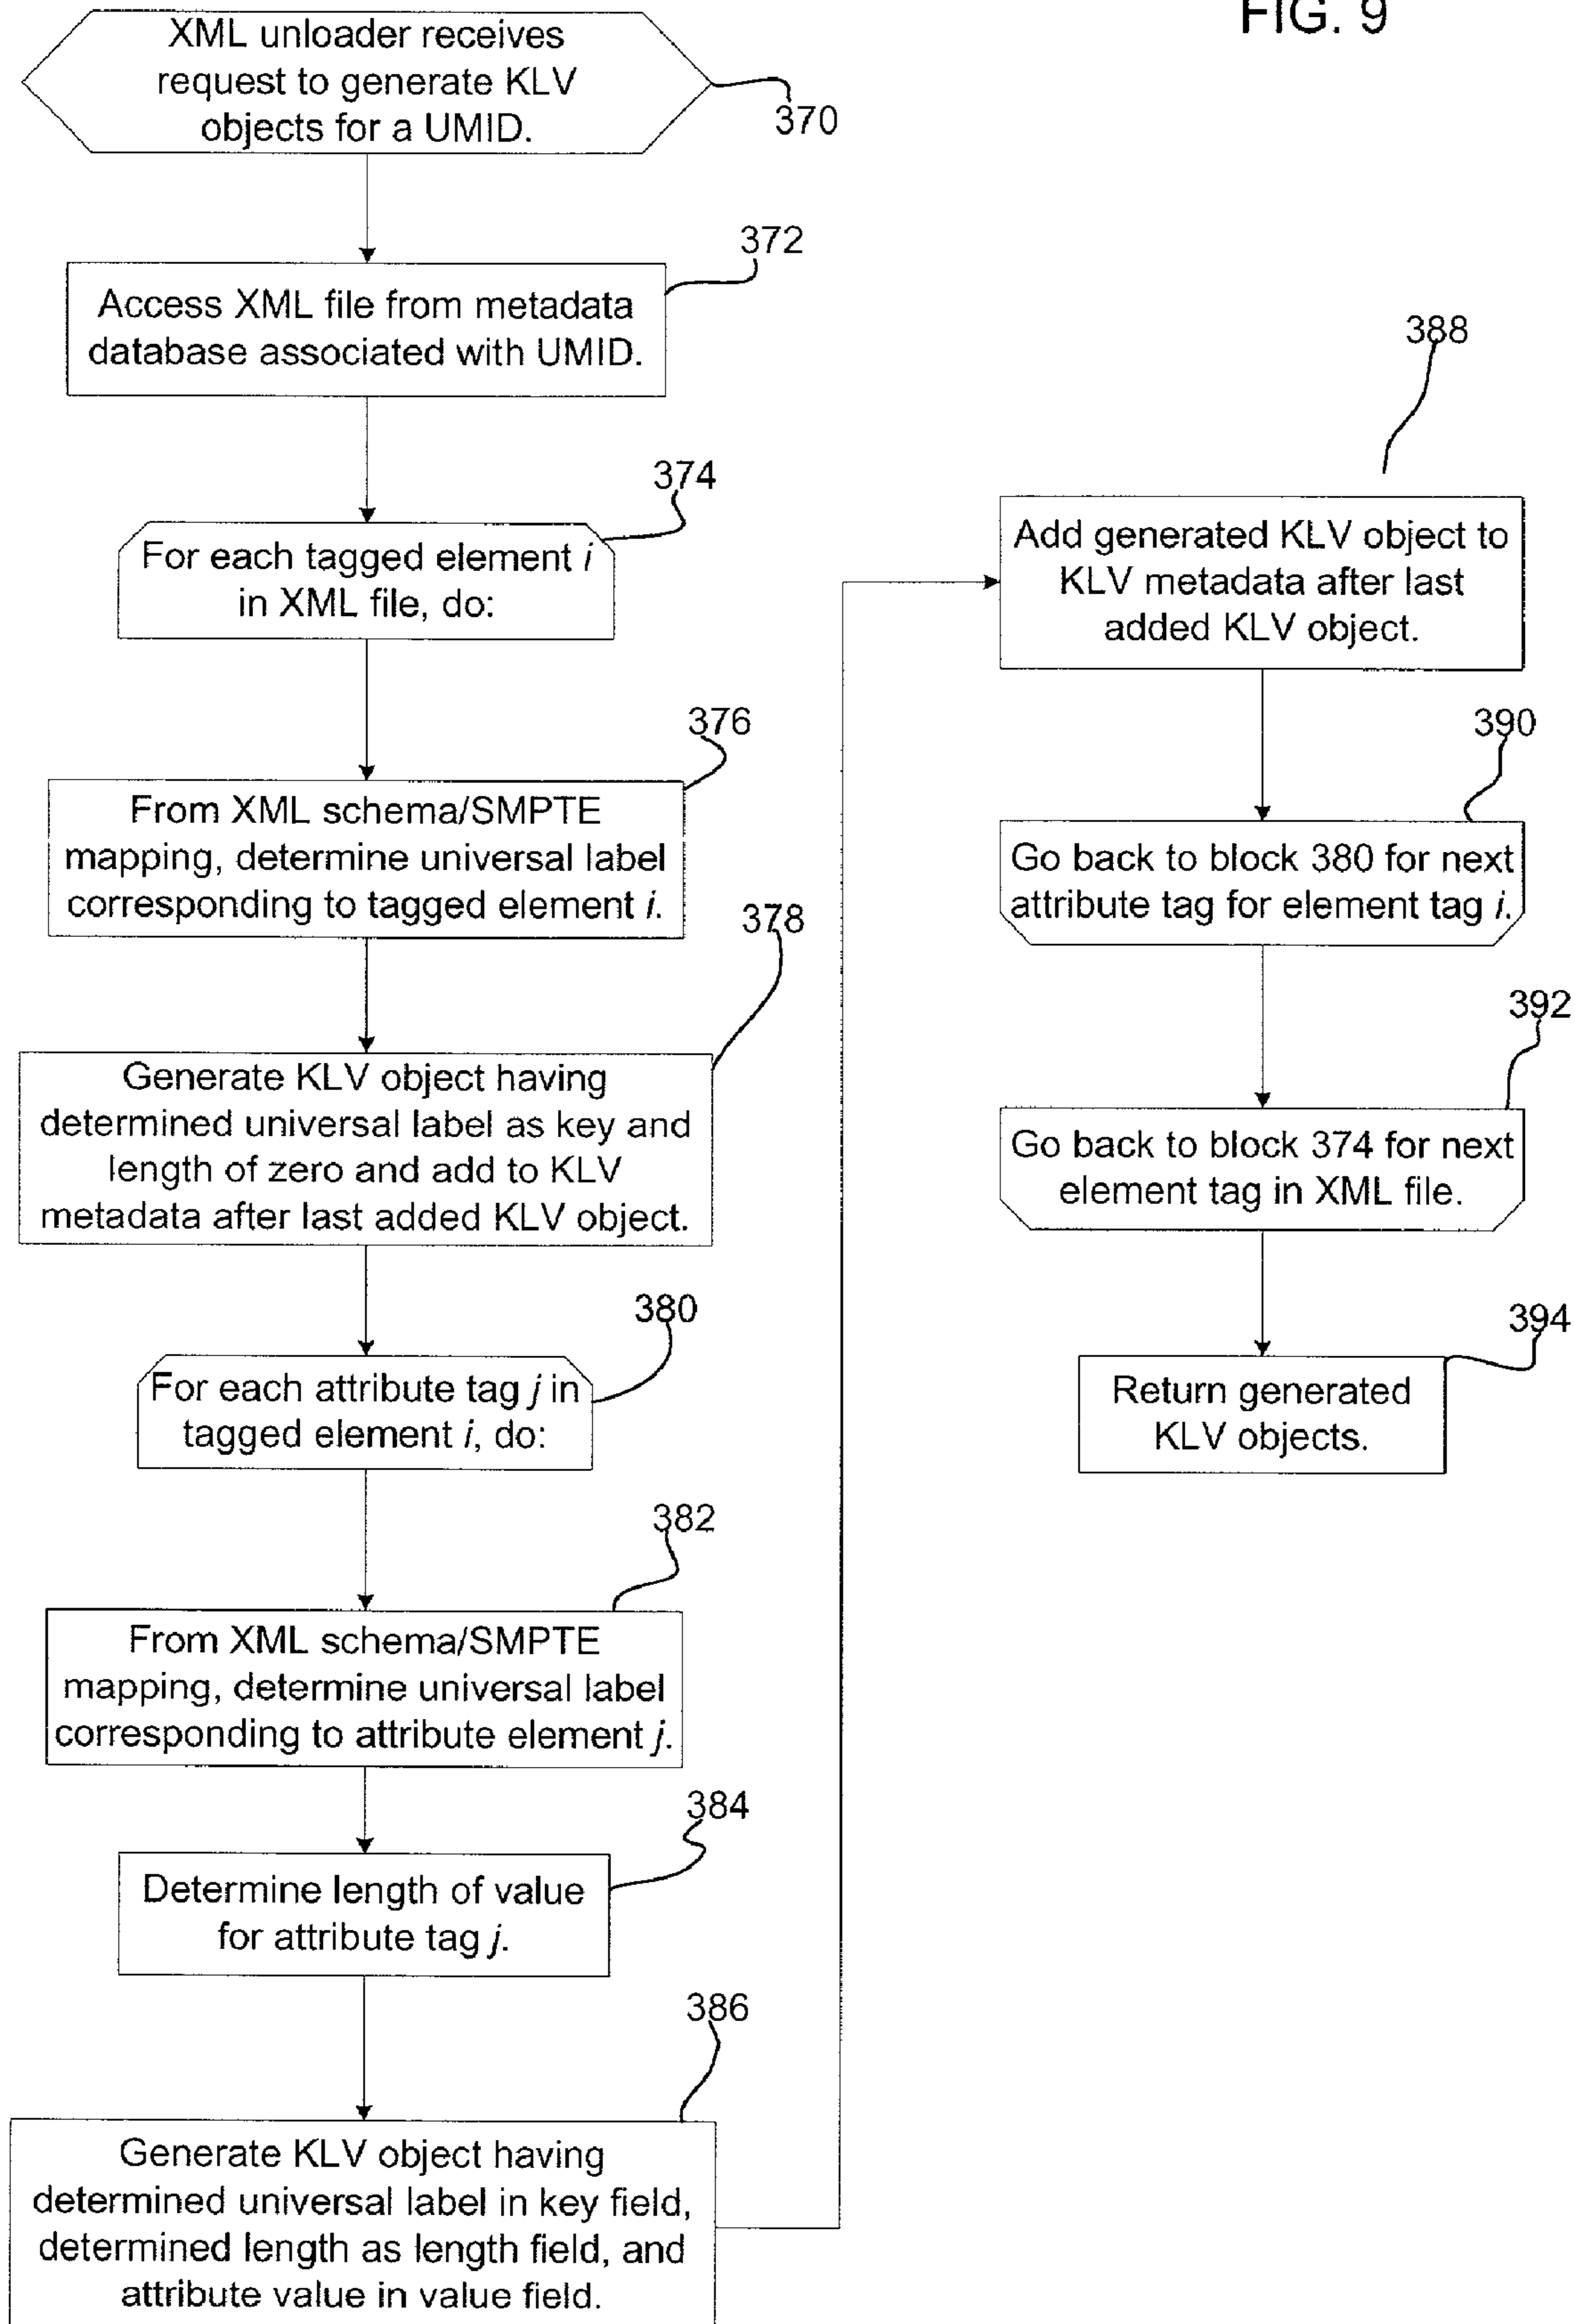 FIG. 9
XML unloader receives
request to generate KLV
objects for a UMID.
370
372
Access XML file from metadata
database associated with UMID.
374
For each tagged element i
in XML file, do:
376
From XML schema/SMPTE
mapping, determine universal label
corresponding to tagged element i.
378
Generate KLV object having
determined universal label as key and
length of zero and add to KLV
metadata after last added KLV object.
380
For each attribute tag j in
tagged element i, do:
382
From XML schema/SMPTE
mapping, determine universal label
corresponding to attribute element j.
384
Determine length of value
for attribute tag j.
386
Generate KLV object having
determined universal label in key field,
determined length as length field, and
attribute value in value field.
388
Add generated KLV object to
KLV metadata after last
added KLV object.
390
Go back to block 380 for next
attribute tag for element tag i.
392
Go back to block 374 for next
element tag in XML file.
394
Return generated
KLV objects.